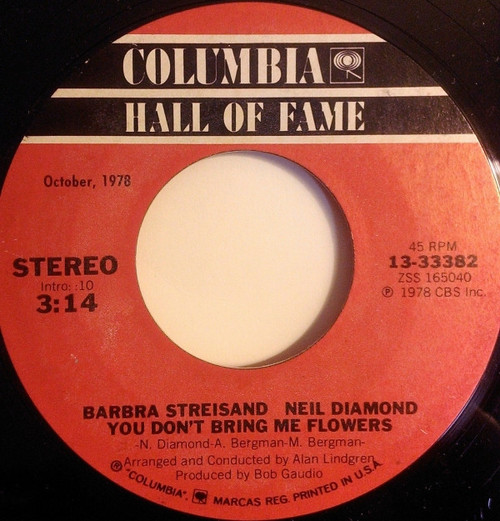 COLUMBIA
HALL OF FAME
October, 1978
STEREO
Intro: :10
3:14
45 RPM
13-33382
ZSS 165040
℗ 1978 CBS Inc.
BARBRA STREISAND NEIL DIAMOND
YOU DON'T BRING ME FLOWERS
-N. Diamond-A. Bergman-M. Bergman-
Arranged and Conducted by Alan Lindgren
Produced by Bob Gaudio
® "COLUMBIA", MARCAS REG. PRINTED IN U.S.A.